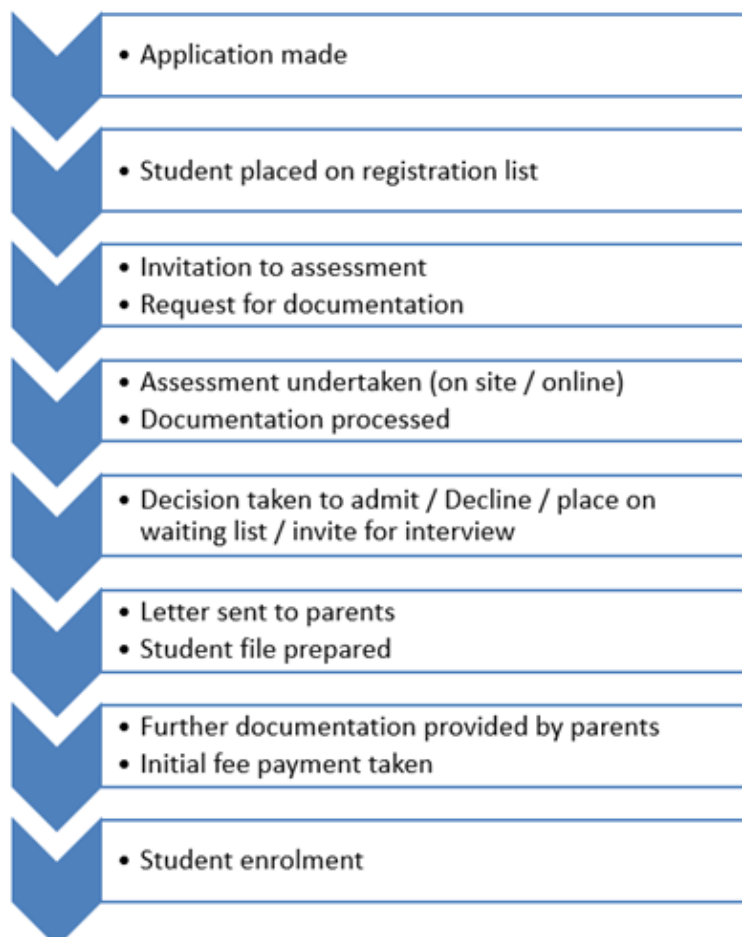 • Application made
• Student placed on registration list
• Invitation to assessment
• Request for documentation
• Assessment undertaken (on site / online)
• Documentation processed
• Decision taken to admit / Decline / place on
waiting list / invite for interview
• Letter sent to parents
• Student file prepared
• Further documentation provided by parents
• Initial fee payment taken
• Student enrolment